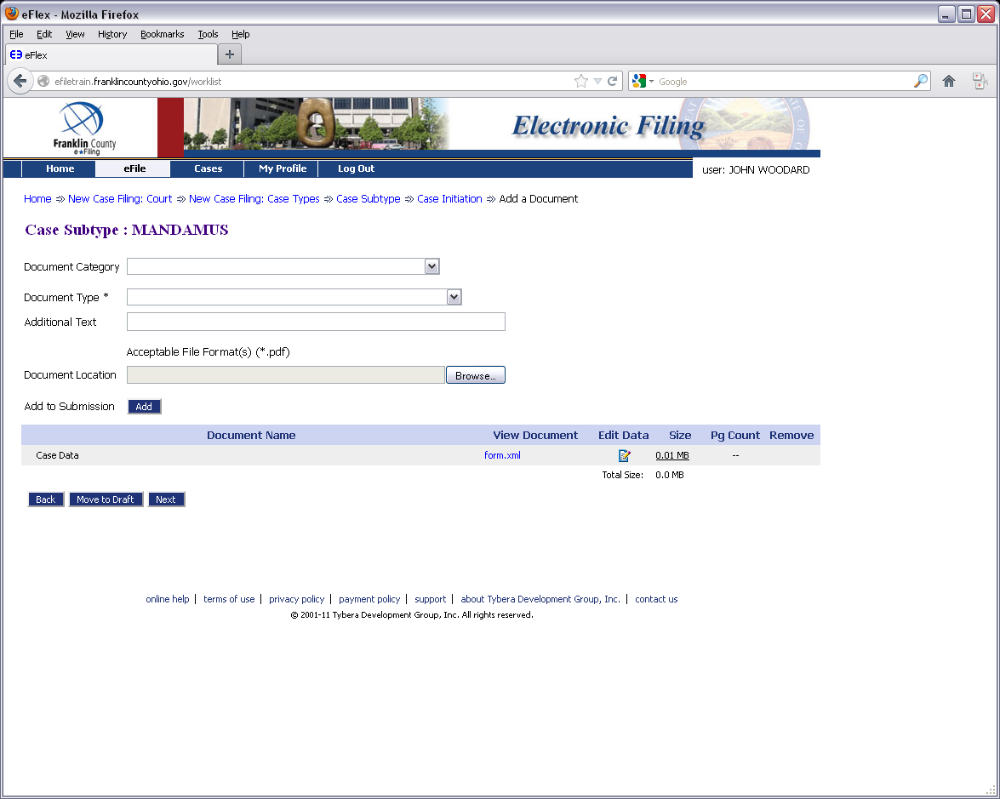 eFlex - Mozilla Firefox
File Edit View History Bookmarks Tools Help
eFlex
efiletrain.franklincountyohio.gov/worklist Google
Franklin County
e★Filing
Electronic Filing
Home eFile Cases My Profile Log Out user: JOHN WOODARD
Home ⇒ New Case Filing: Court ⇒ New Case Filing: Case Types ⇒ Case Subtype ⇒ Case Initiation ⇒ Add a Document
Case Subtype : MANDAMUS
Document Category
Document Type *
Additional Text
Acceptable File Format(s) (*.pdf)
Document Location Browse...
Add to Submission Add
Document Name View Document Edit Data Size Pg Count Remove
Case Data form.xml 0.01 MB --
Total Size: 0.0 MB
Back Move to Draft Next
online help | terms of use | privacy policy | payment policy | support | about Tybera Development Group, Inc. | contact us
© 2001-11 Tybera Development Group, Inc. All rights reserved.